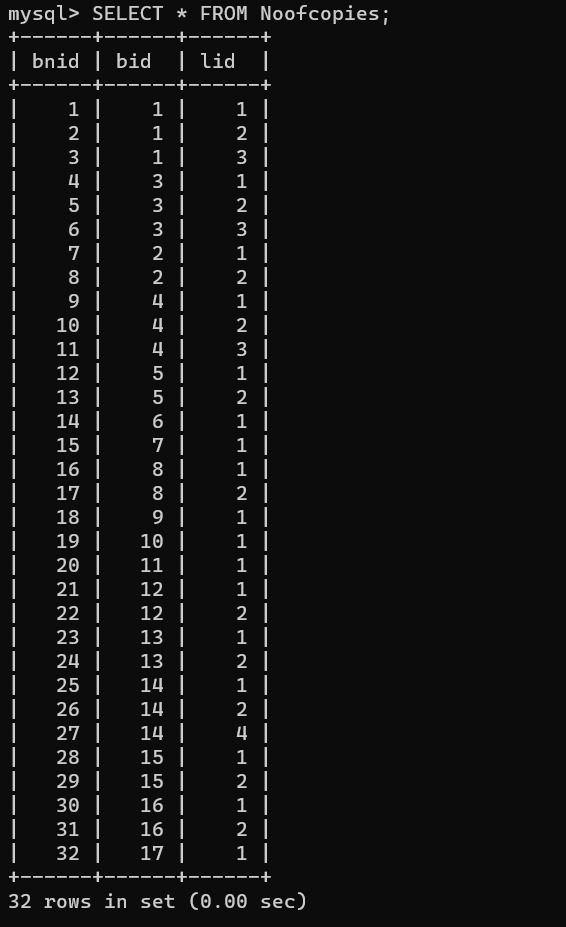 mysql> SELECT * FROM Noofcopies;
+------+------+------+
| bnid | bid  | lid  |
+------+------+------+
|    1 |    1 |    1 |
|    2 |    1 |    2 |
|    3 |    1 |    3 |
|    4 |    3 |    1 |
|    5 |    3 |    2 |
|    6 |    3 |    3 |
|    7 |    2 |    1 |
|    8 |    2 |    2 |
|    9 |    4 |    1 |
|   10 |    4 |    2 |
|   11 |    4 |    3 |
|   12 |    5 |    1 |
|   13 |    5 |    2 |
|   14 |    6 |    1 |
|   15 |    7 |    1 |
|   16 |    8 |    1 |
|   17 |    8 |    2 |
|   18 |    9 |    1 |
|   19 |   10 |    1 |
|   20 |   11 |    1 |
|   21 |   12 |    1 |
|   22 |   12 |    2 |
|   23 |   13 |    1 |
|   24 |   13 |    2 |
|   25 |   14 |    1 |
|   26 |   14 |    2 |
|   27 |   14 |    4 |
|   28 |   15 |    1 |
|   29 |   15 |    2 |
|   30 |   16 |    1 |
|   31 |   16 |    2 |
|   32 |   17 |    1 |
+------+------+------+
32 rows in set (0.00 sec)